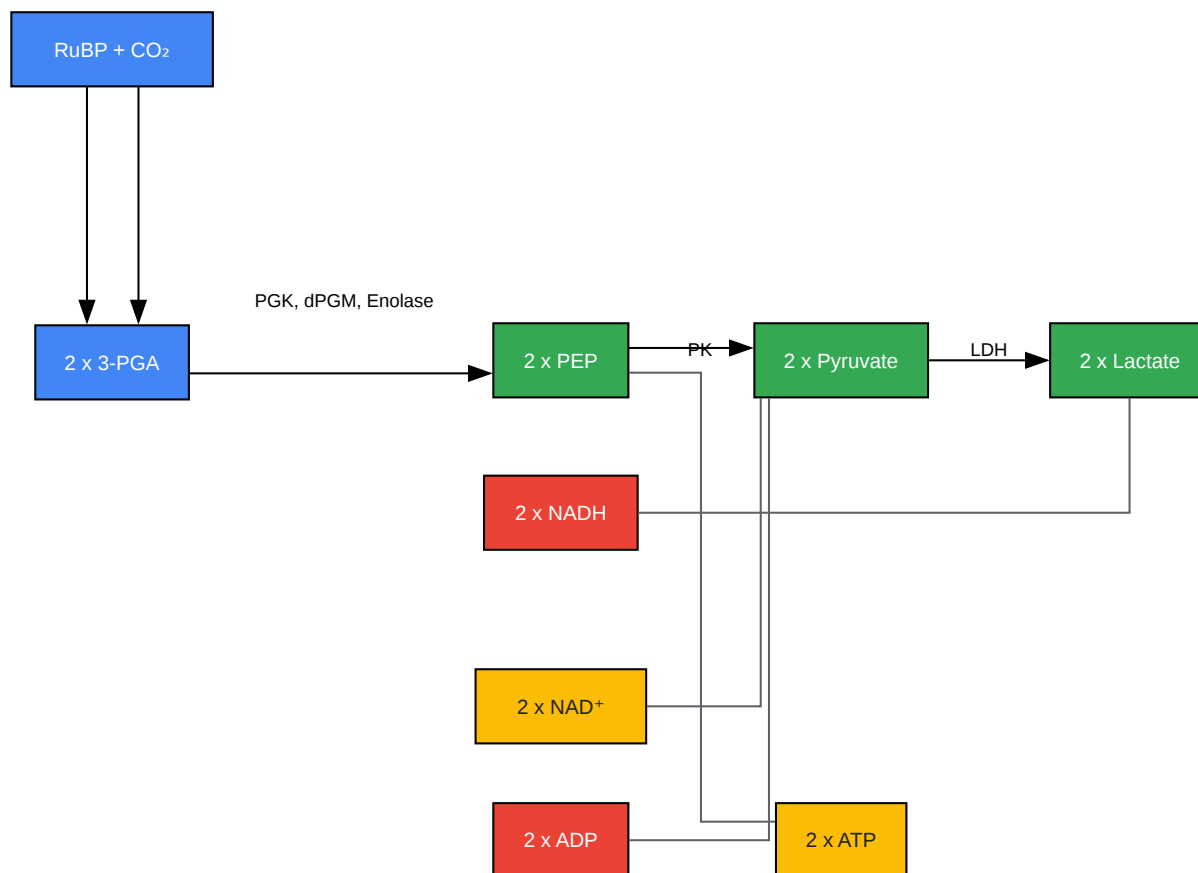 RuBP + CO₂
PGK, dPGM, Enolase
2 x 3-PGA
2 x PEP
PK
2 x Pyruvate
LDH
2 x Lactate
2 x NADH
2 x NAD⁺
2 x ADP
2 x ATP